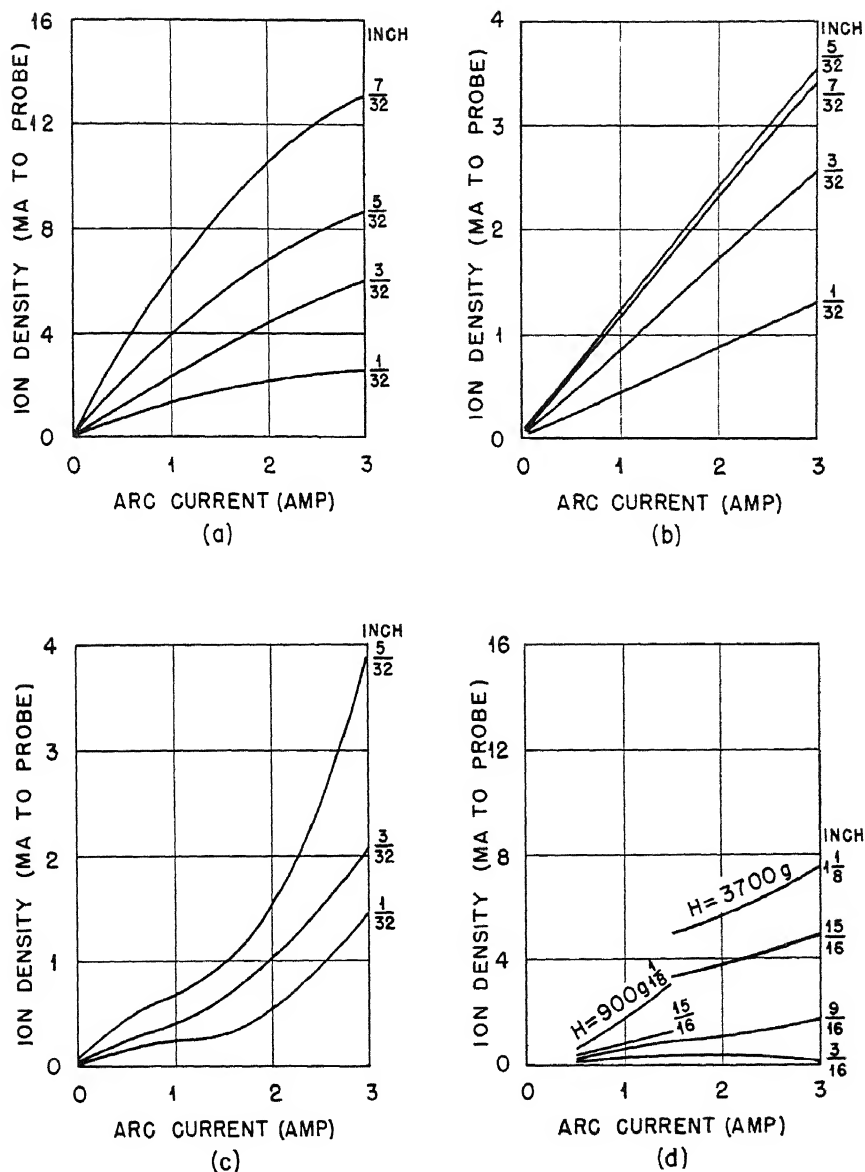 ION DENSITY (MA TO PROBE)
16
12
8
4
0
INCH
7/32
5/32
3/32
1/32
0 1 2 3
ARC CURRENT (AMP)
(a)
ION DENSITY (MA TO PROBE)
4
3
2
1
0
INCH
5/32
7/32
3/32
1/32
0 1 2 3
ARC CURRENT (AMP)
(b)
ION DENSITY (MA TO PROBE)
4
3
2
1
0
INCH
5/32
3/32
1/32
0 1 2 3
ARC CURRENT (AMP)
(c)
ION DENSITY (MA TO PROBE)
16
12
8
4
0
INCH
1 1/8
H=3700g
15/16
H=900g 1 1/8
15/16
9/16
3/16
0 1 2 3
ARC CURRENT (AMP)
(d)